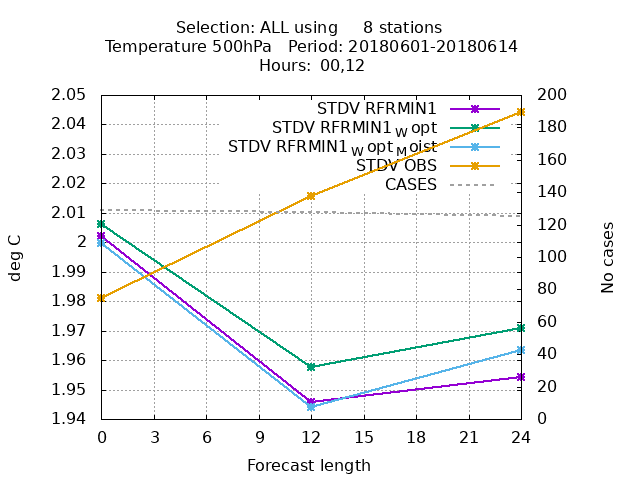 Selection: ALL using 8 stations
Temperature 500hPa Period: 20180601-20180614
Hours: 00,12
STDV RFRMIN1
STDV RFRMIN1_W opt
STDV RFRMIN1_W opt_M oist
STDV OBS
CASES
deg C
2.05
2.04
2.03
2.02
2.01
2
1.99
1.98
1.97
1.96
1.95
1.94
200
180
160
140
120
100
80
60
40
20
0
No cases
0 3 6 9 12 15 18 21 24
Forecast length